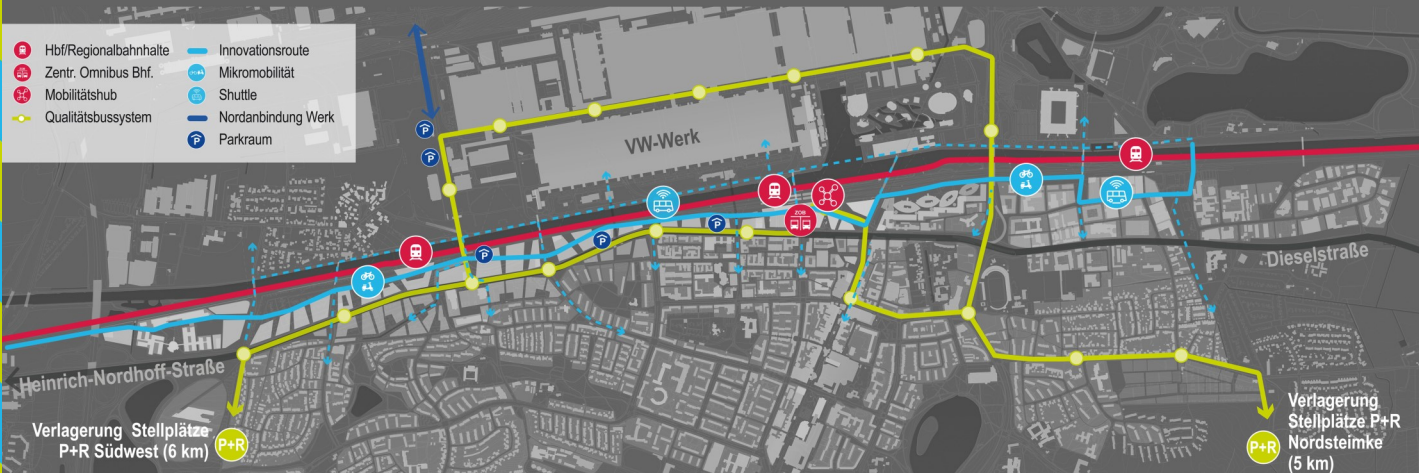 Hbf/Regionalbahnhalte
Zentr. Omnibus Bhf.
Mobilitätshub
Qualitätsbussystem
Innovationsroute
Mikromobilität
Shuttle
Nordanbindung Werk
P
Parkraum
P
P
VW-Werk
ZOB
P
P
P
Dieselstraße
Heinrich-Nordhoff-Straße
Verlagerung Stellplätze
P+R Südwest (6 km)
P+R
Verlagerung
Stellplätze P+R
Nordsteimke
(5 km)
P+R